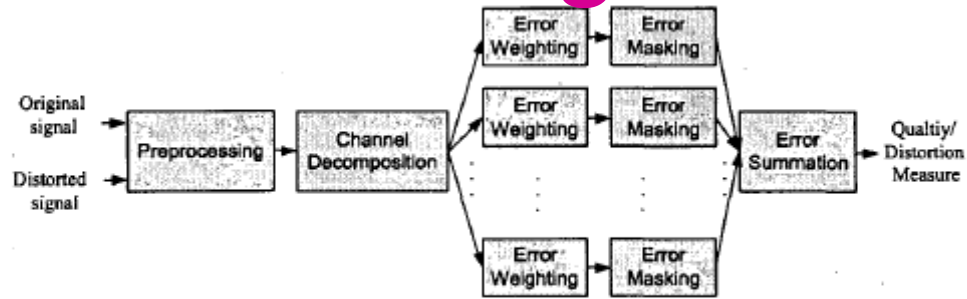 Original
signal
Distorted
signal
Preprocessing
Channel
Decomposition
Error
Weighting
Error
Masking
Error
Weighting
Error
Masking
Error
Weighting
Error
Masking
Error
Summation
Qualtiy/
Distortion
Measure